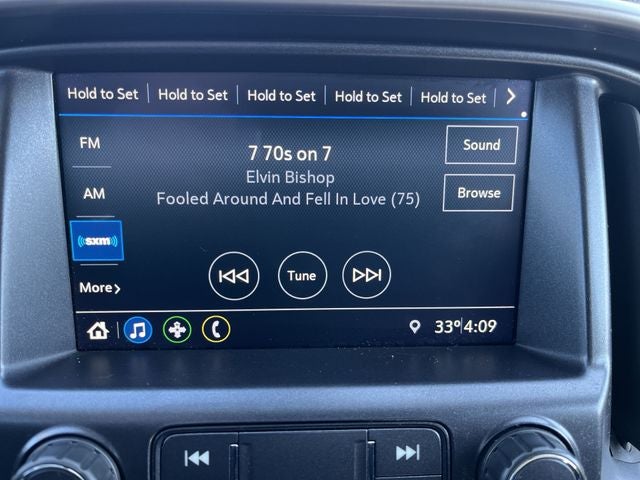 Hold to Set Hold to Set Hold to Set Hold to Set Hold to Set
FM
7 70s on 7
Sound
Elvin Bishop
AM
Fooled Around And Fell In Love (75)
Browse
((sxm))
Tune
More
33° 4:09